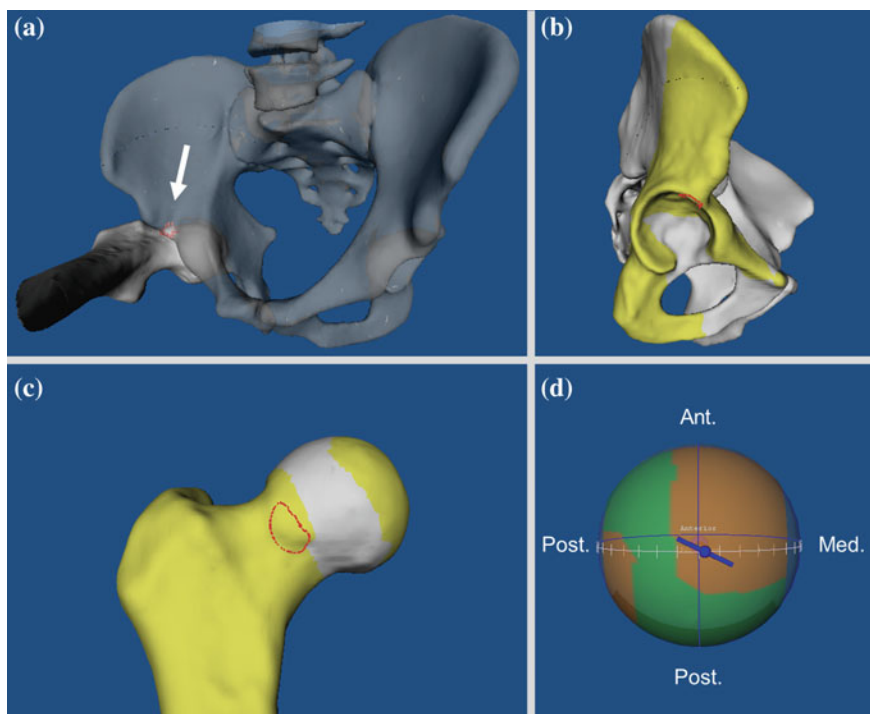 (a)
(b)
(c)
(d)
Ant.
Anterior
Post.
Med.
Post.